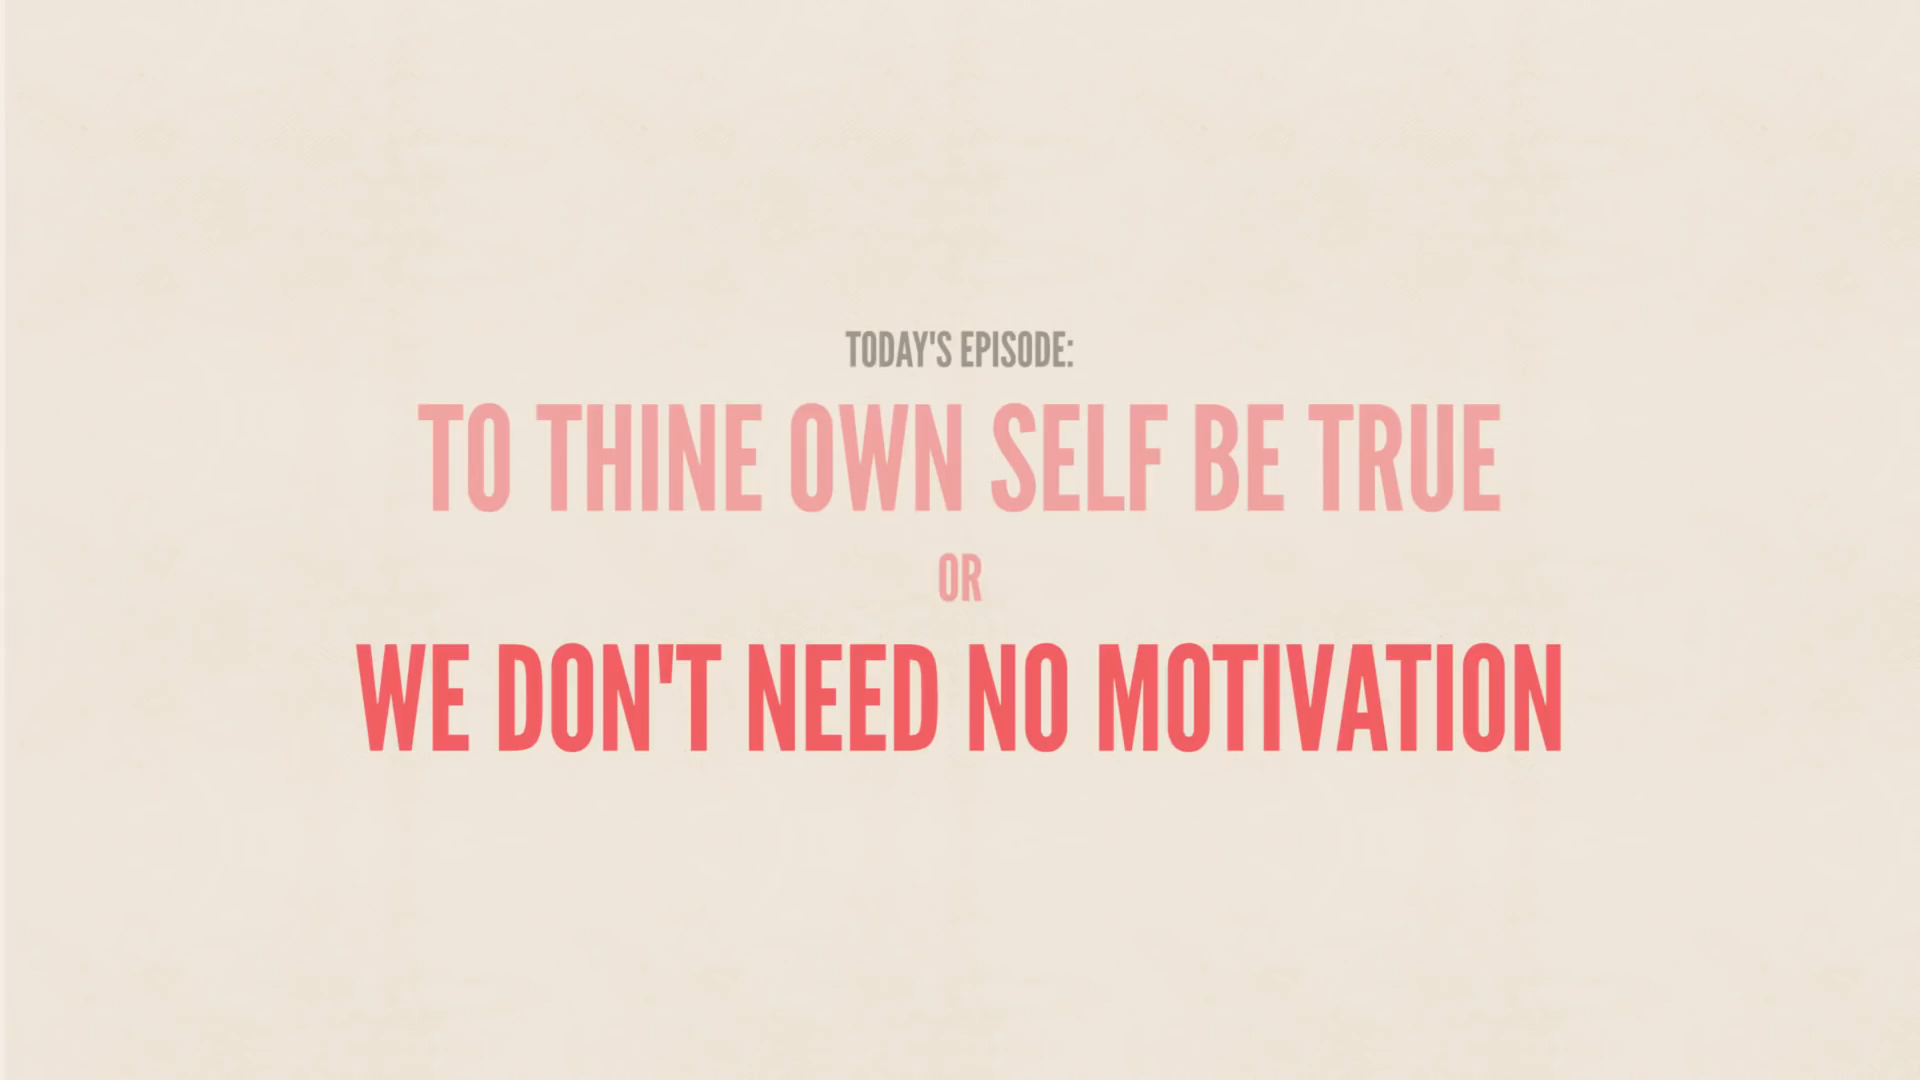 TODAY'S EPISODE:
TO THINE OWN SELF BE TRUE
OR
WE DON'T NEED NO MOTIVATION